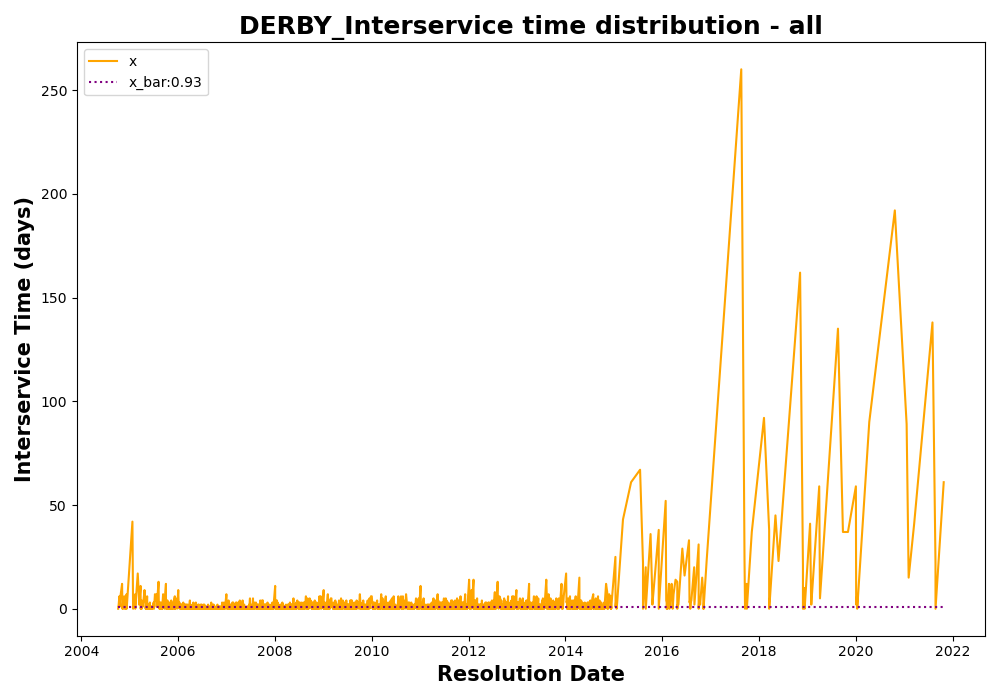 DERBY_Interservice time distribution - all
x
x_bar:0.93
Interservice Time (days)
250
200
150
100
50
0
2004 2006 2008 2010 2012 2014 2016 2018 2020 2022
Resolution Date